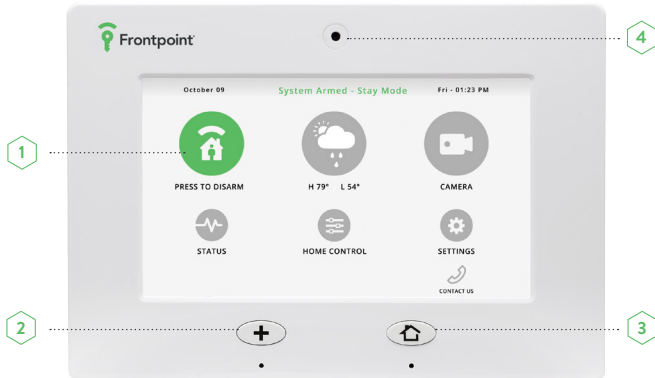 Frontpoint
4
October 09
System Armed - Stay Mode
Fri - 01:23 PM
1
PRESS TO DISARM
H 79° L 54°
CAMERA
STATUS
HOME CONTROL
SETTINGS
CONTACT US
2
3